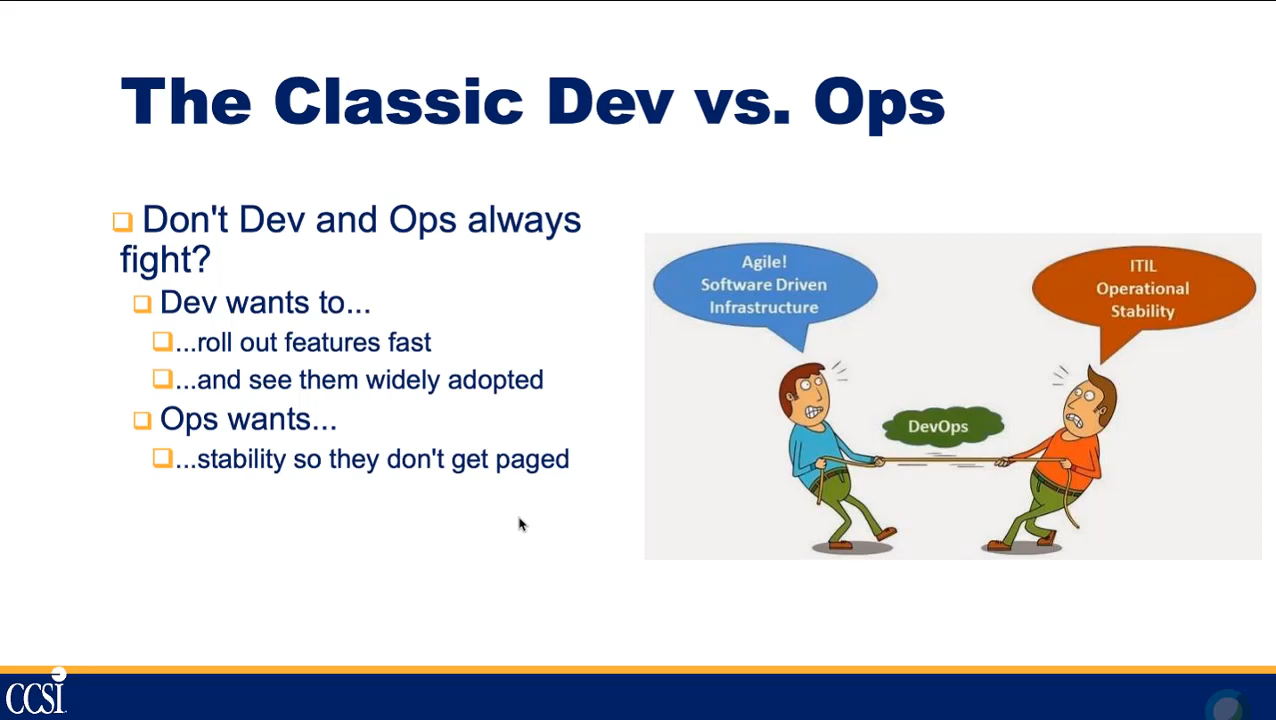 The Classic Dev vs. Ops
Don't Dev and Ops always
fight?
Dev wants to...
...roll out features fast
...and see them widely adopted
Ops wants...
...stability so they don't get paged
Agile!
Software Driven
Infrastructure
ITIL
Operational
Stability
DevOps
CCSI